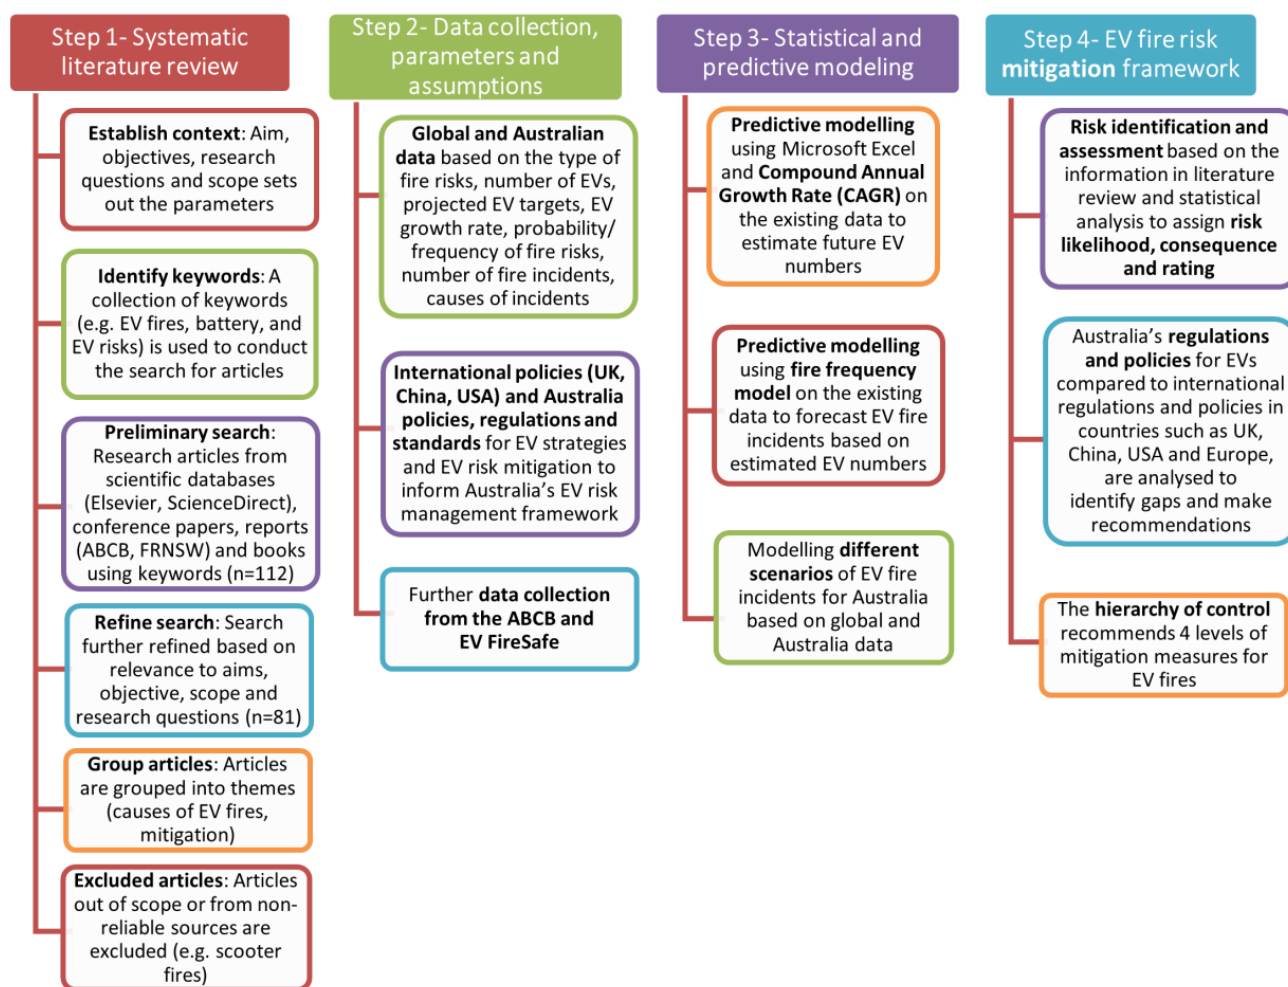 Step 1- Systematic
literature review
Establish context: Aim,
objectives, research
questions and scope sets
out the parameters
Identify keywords: A
collection of keywords
(e.g. EV fires, battery, and
EV risks) is used to conduct
the search for articles
Preliminary search:
Research articles from
scientific databases
(Elsevier, ScienceDirect),
conference papers, reports
(ABCB, FRNSW) and books
using keywords (n=112)
Refine search: Search
further refined based on
relevance to aims,
objective, scope and
research questions (n=81)
Group articles: Articles
are grouped into themes
(causes of EV fires,
mitigation)
Excluded articles: Articles
out of scope or from non-
reliable sources are
excluded (e.g. scooter
fires)
Step 2- Data collection,
parameters and
assumptions
Global and Australian
data based on the type of
fire risks, number of EVs,
projected EV targets, EV
growth rate, probability/
frequency of fire risks,
number of fire incidents,
causes of incidents
International policies (UK,
China, USA) and Australia
policies, regulations and
standards for EV strategies
and EV risk mitigation to
inform Australia's EV risk
management framework
Further data collection
from the ABCB and
EV FireSafe
Step 3- Statistical and
predictive modeling
Predictive modelling
using Microsoft Excel
and Compound Annual
Growth Rate (CAGR) on
the existing data to
estimate future EV
numbers
Predictive modelling
using fire frequency
model on the existing
data to forecast EV fire
incidents based on
estimated EV numbers
Modelling different
scenarios of EV fire
incidents for Australia
based on global and
Australia data
Step 4- EV fire risk
mitigation framework
Risk identification and
assessment based on the
information in literature
review and statistical
analysis to assign risk
likelihood, consequence
and rating
Australia's regulations
and policies for EVs
compared to international
regulations and policies in
countries such as UK,
China, USA and Europe,
are analysed to
identify gaps and make
recommendations
The hierarchy of control
recommends 4 levels of
mitigation measures for
EV fires